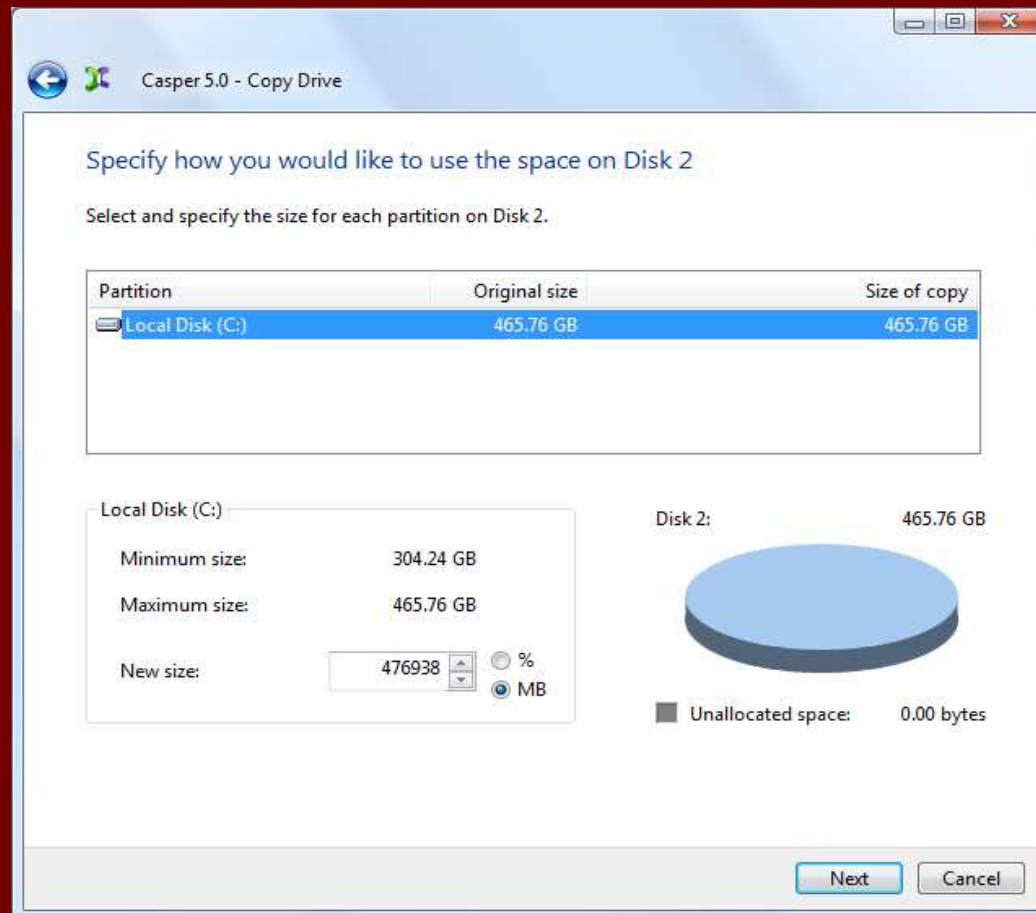 Casper 5.0 - Copy Drive
Specify how you would like to use the space on Disk 2
Select and specify the size for each partition on Disk 2.
Partition Original size Size of copy
Local Disk (C:) 465.76 GB 465.76 GB
Local Disk (C:)
Minimum size: 304.24 GB
Maximum size: 465.76 GB
New size: 476938 %
MB
Disk 2: 465.76 GB
Unallocated space: 0.00 bytes
Next Cancel